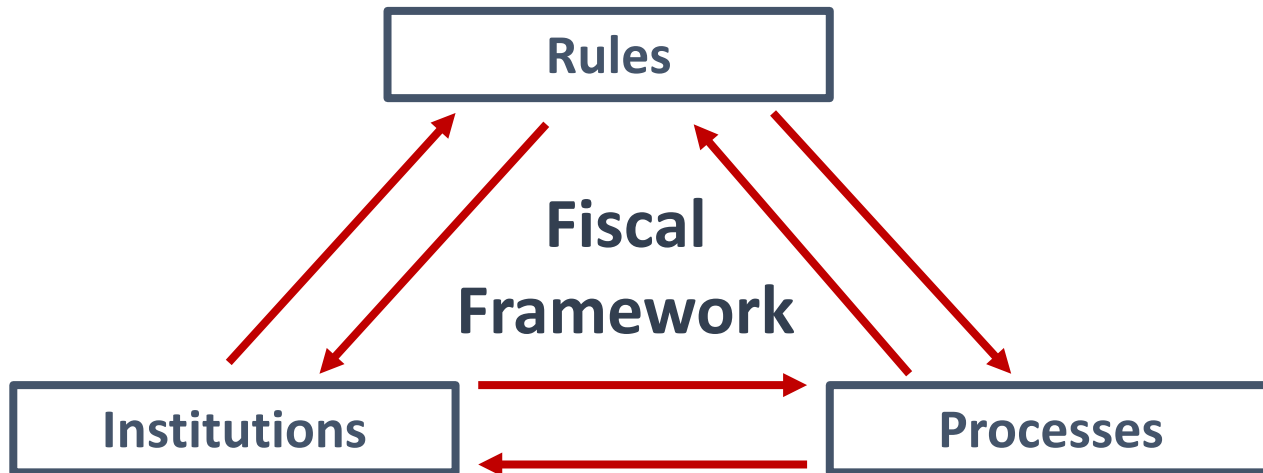 Rules
Fiscal
Framework
Institutions
Processes